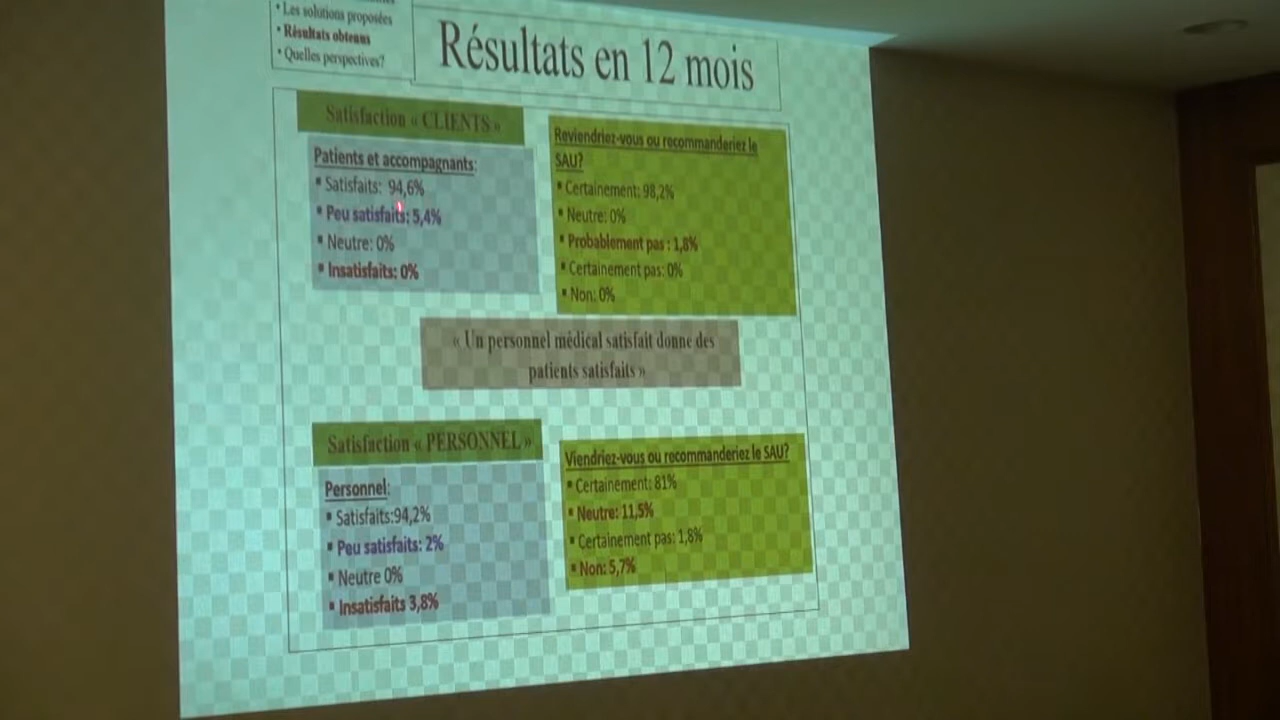 • Les solutions proposées
• Résultats obtenus
• Quelles perspectives?
Résultats en 12 mois
Satisfaction « CLIENTS »
Patients et accompagnants:
▪ Satisfaits: 94,6%
▪ Peu satisfaits: 5,4%
▪ Neutre: 0%
▪ Insatisfaits: 0%
Reviendriez-vous ou recommanderiez le
SAU?
▪ Certainement: 98,2%
▪ Neutre: 0%
▪ Probablement pas : 1,8%
▪ Certainement pas: 0%
▪ Non: 0%
« Un personnel médical satisfait donne des
patients satisfaits »
Satisfaction « PERSONNEL »
Personnel:
▪ Satisfaits:94,2%
▪ Peu satisfaits: 2%
▪ Neutre 0%
▪ Insatisfaits 3,8%
Viendriez-vous ou recommanderiez le SAU?
▪ Certainement: 81%
▪ Neutre: 11,5%
▪ Certainement pas: 1,8%
▪ Non: 5,7%